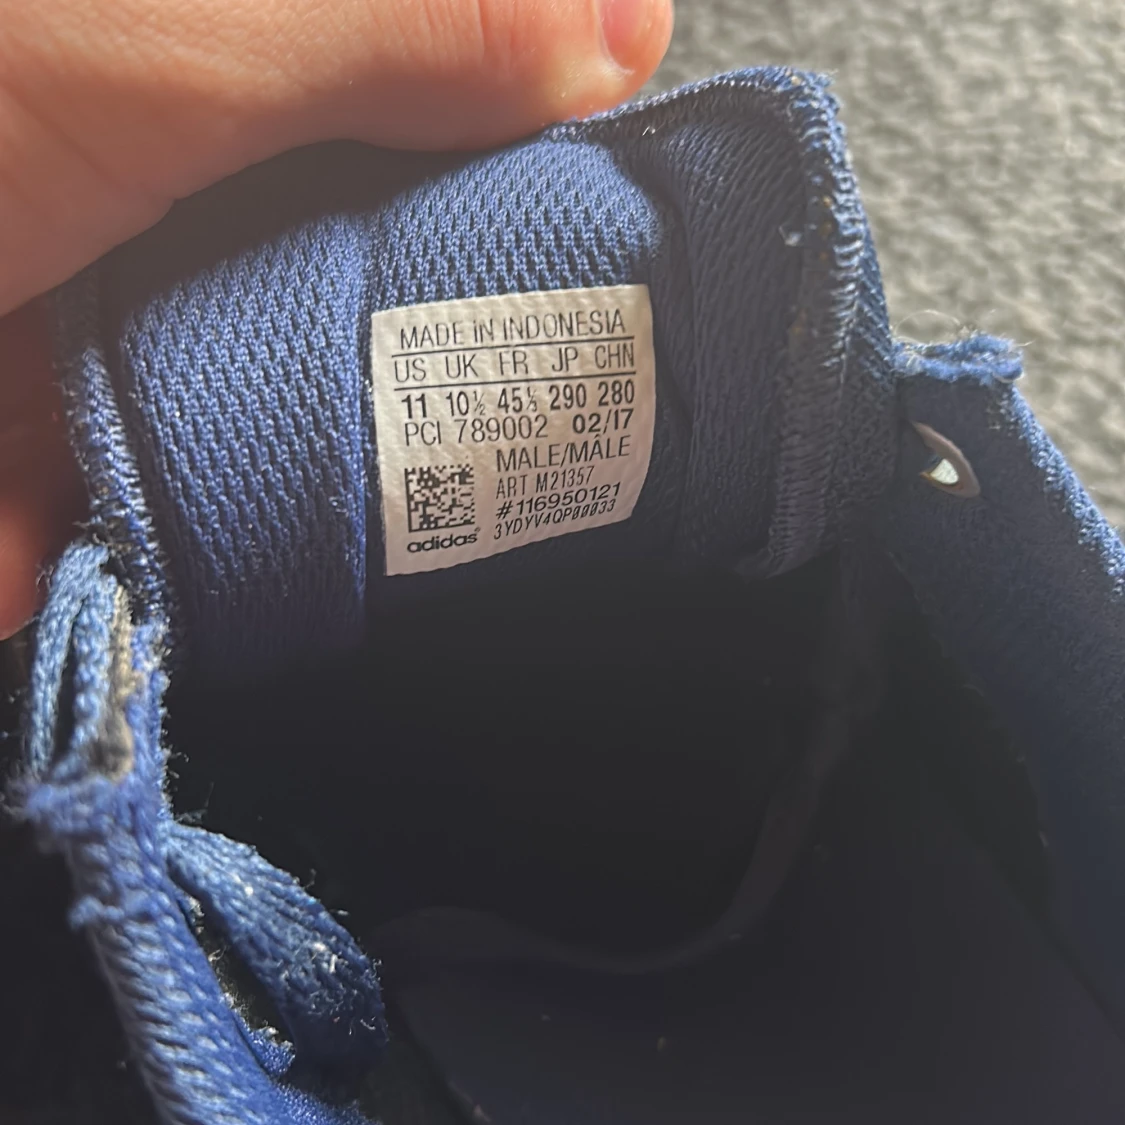 MADE iN INDONESIA
US UK FR JP CHN
11 10½ 45⅓ 290 280
PCI 789002 02/17
MALE/MÂLE
ART M21357
#116950121
3YDYV4QP00033
adidas